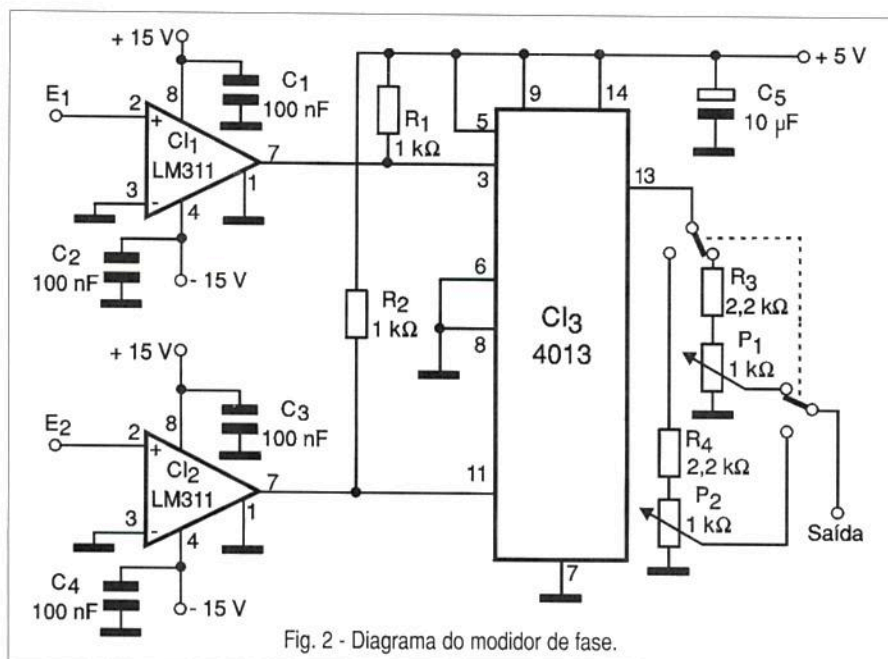 + 15 V
E1
2
+
8
CI1
LM311
3
-
4
7
1
C1
100 nF
C2
100 nF
- 15 V
R1
1 kΩ
R2
1 kΩ
+ 15 V
E2
2
+
8
CI2
LM311
3
-
4
7
1
C3
100 nF
C4
100 nF
- 15 V
5
3
6
8
11
9
14
13
7
CI3
4013
+ 5 V
C5
10 µF
R3
2,2 kΩ
P1
1 kΩ
R4
2,2 kΩ
P2
1 kΩ
Saída
Fig. 2 - Diagrama do modidor de fase.